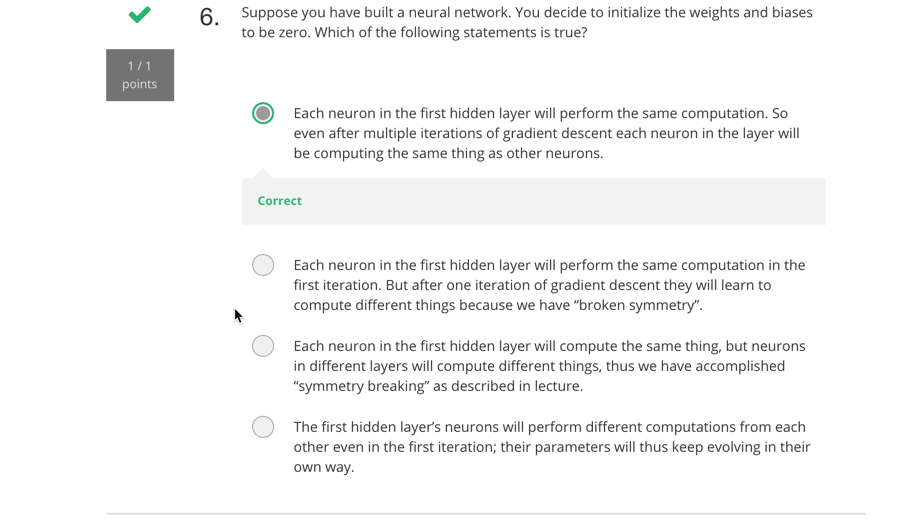 6. Suppose you have built a neural network. You decide to initialize the weights and biases
to be zero. Which of the following statements is true?
1 / 1
points
Each neuron in the first hidden layer will perform the same computation. So
even after multiple iterations of gradient descent each neuron in the layer will
be computing the same thing as other neurons.
Correct
Each neuron in the first hidden layer will perform the same computation in the
first iteration. But after one iteration of gradient descent they will learn to
compute different things because we have “broken symmetry”.
Each neuron in the first hidden layer will compute the same thing, but neurons
in different layers will compute different things, thus we have accomplished
“symmetry breaking” as described in lecture.
The first hidden layer’s neurons will perform different computations from each
other even in the first iteration; their parameters will thus keep evolving in their
own way.